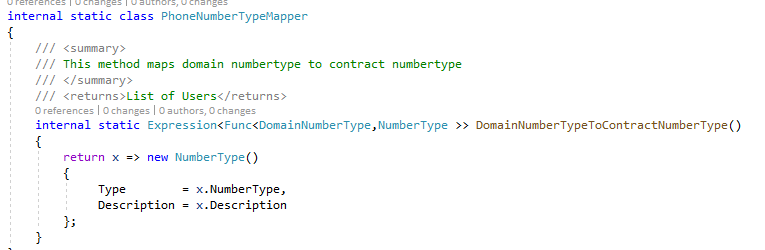 0 references | 0 changes | 0 authors, 0 changes
internal static class PhoneNumberTypeMapper
{
/// <summary>
/// This method maps domain numbertype to contract numbertype
/// </summary>
/// <returns>List of Users</returns>
0 references | 0 changes | 0 authors, 0 changes
internal static Expression<Func<DomainNumberType,NumberType >> DomainNumberTypeToContractNumberType()
{
return x => new NumberType()
{
Type = x.NumberType,
Description = x.Description
};
}